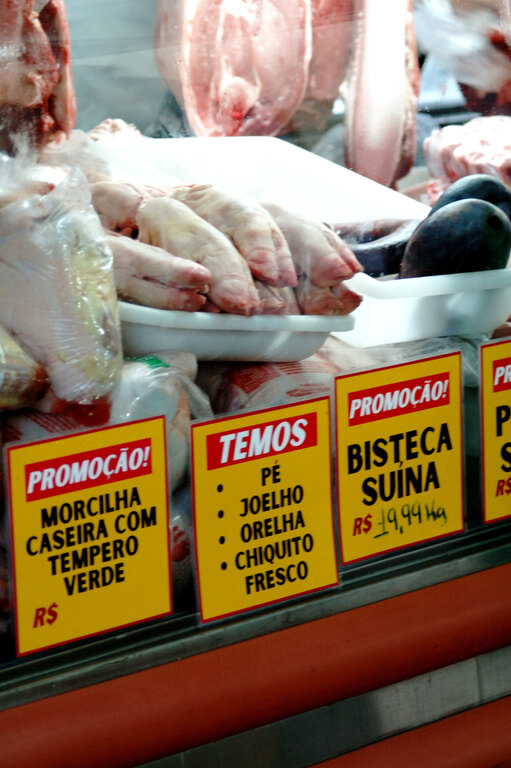 PROMOÇÃO!
MORCILHA
CASEIRA COM
TEMPERO
VERDE
R$
TEMOS
• PÉ
• JOELHO
• ORELHA
• CHIQUITO
FRESCO
PROMOÇÃO!
BISTECA
SUÍNA
R$ 19,99 Kg
R$